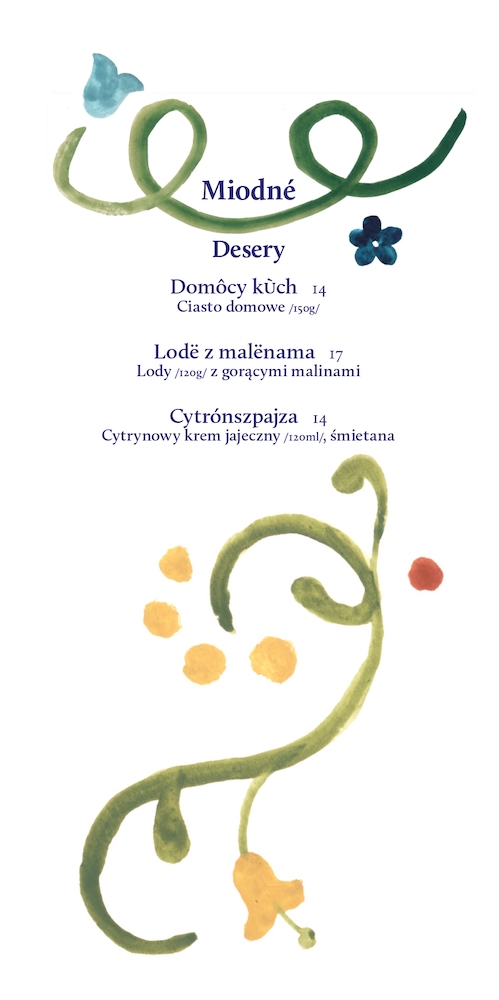 Miodné
Desery
Domôcy kùch 14
Ciasto domowe /150g/
Lodë z malënama 17
Lody /120g/ z gorącymi malinami
Cytrónszpajza 14
Cytrynowy krem jajeczny /120ml/, śmietana